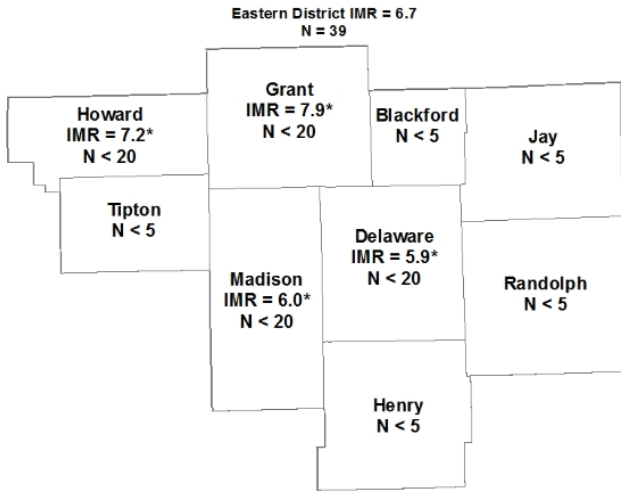 Eastern District IMR = 6.7
N = 39
Grant
IMR = 7.9*
N < 20
Howard
IMR = 7.2*
N < 20
Blackford
N < 5
Jay
N < 5
Tipton
N < 5
Delaware
IMR = 5.9*
N < 20
Madison
IMR = 6.0*
N < 20
Randolph
N < 5
Henry
N < 5